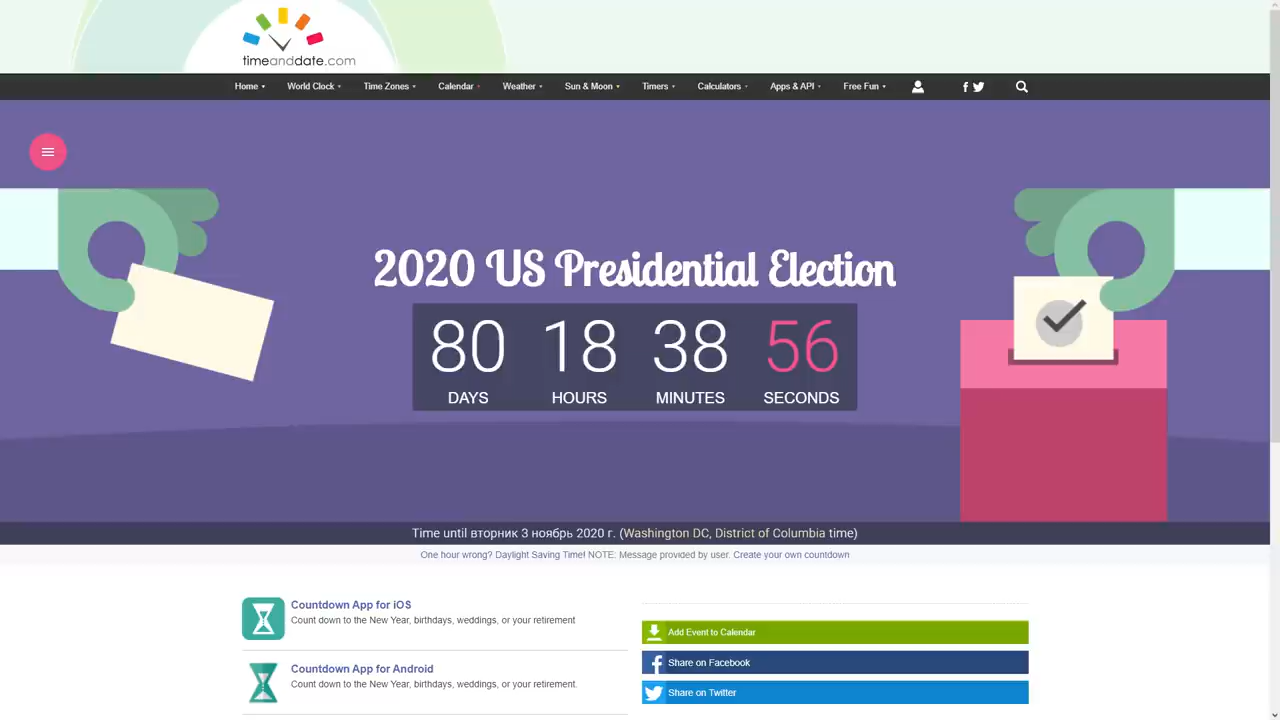 timeanddate.com
Home World Clock Time Zones Calendar Weather Sun & Moon Timers Calculators Apps & API Free Fun
2020 US Presidential Election
80 18 38 56
DAYS HOURS MINUTES SECONDS
Time until вторник 3 ноябрь 2020 г. (Washington DC, District of Columbia time)
One hour wrong? Daylight Saving Time! NOTE: Message provided by user. Create your own countdown
Countdown App for iOS
Count down to the New Year, birthdays, weddings, or your retirement
Countdown App for Android
Count down to the New Year, birthdays, weddings, or your retirement.
Add Event to Calendar
Share on Facebook
Share on Twitter